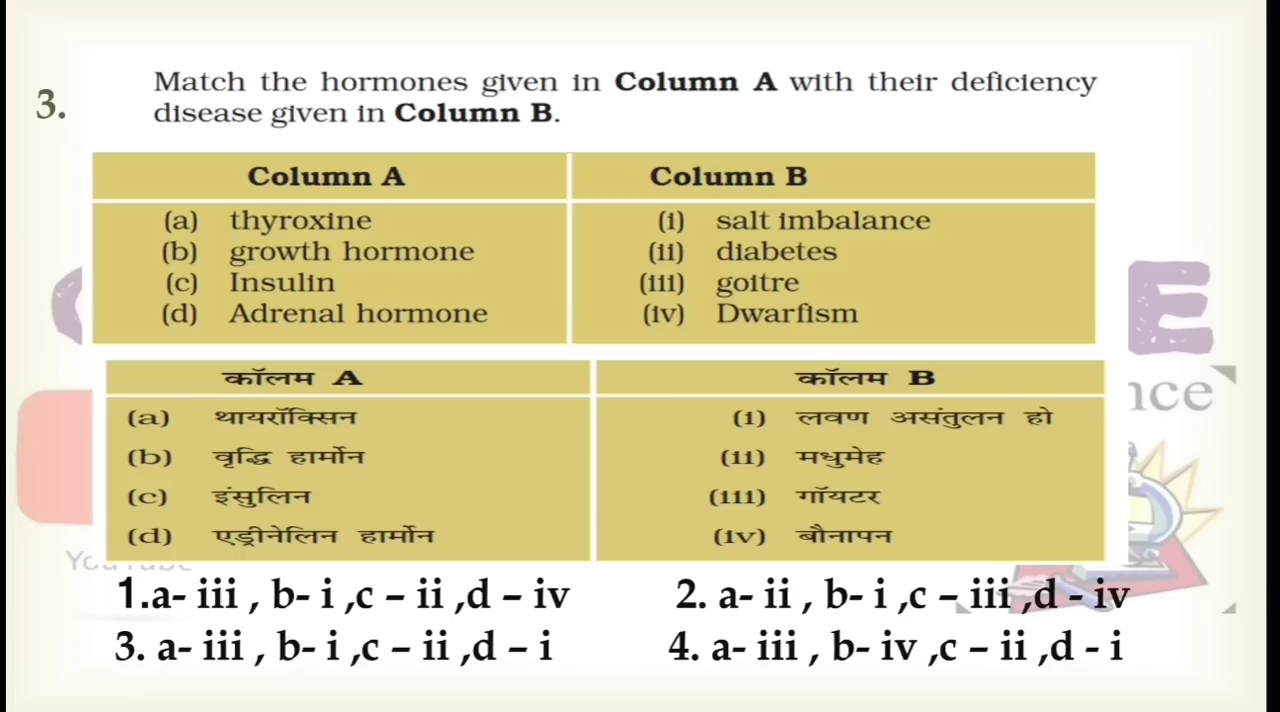 3.
Match the hormones given in Column A with their deficiency
disease given in Column B.
Column A Column B
(a) thyroxine (i) salt imbalance
(b) growth hormone (ii) diabetes
(c) Insulin (iii) goitre
(d) Adrenal hormone (iv) Dwarfism
कॉलम A कॉलम B
(a) थायरॉक्सिन (i) लवण असंतुलन हो
(b) वृद्धि हार्मोन (ii) मधुमेह
(c) इंसुलिन (iii) गॉयटर
(d) एड्रीनेलिन हार्मोन (iv) बौनापन
1.a- iii , b- i ,c – ii ,d – iv 2. a- ii , b- i ,c – iii ,d - iv
3. a- iii , b- i ,c – ii ,d – i 4. a- iii , b- iv ,c – ii ,d - i